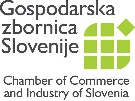 Gospodarska
zbornica
Slovenije
Chamber of Commerce
and Industry of Slovenia